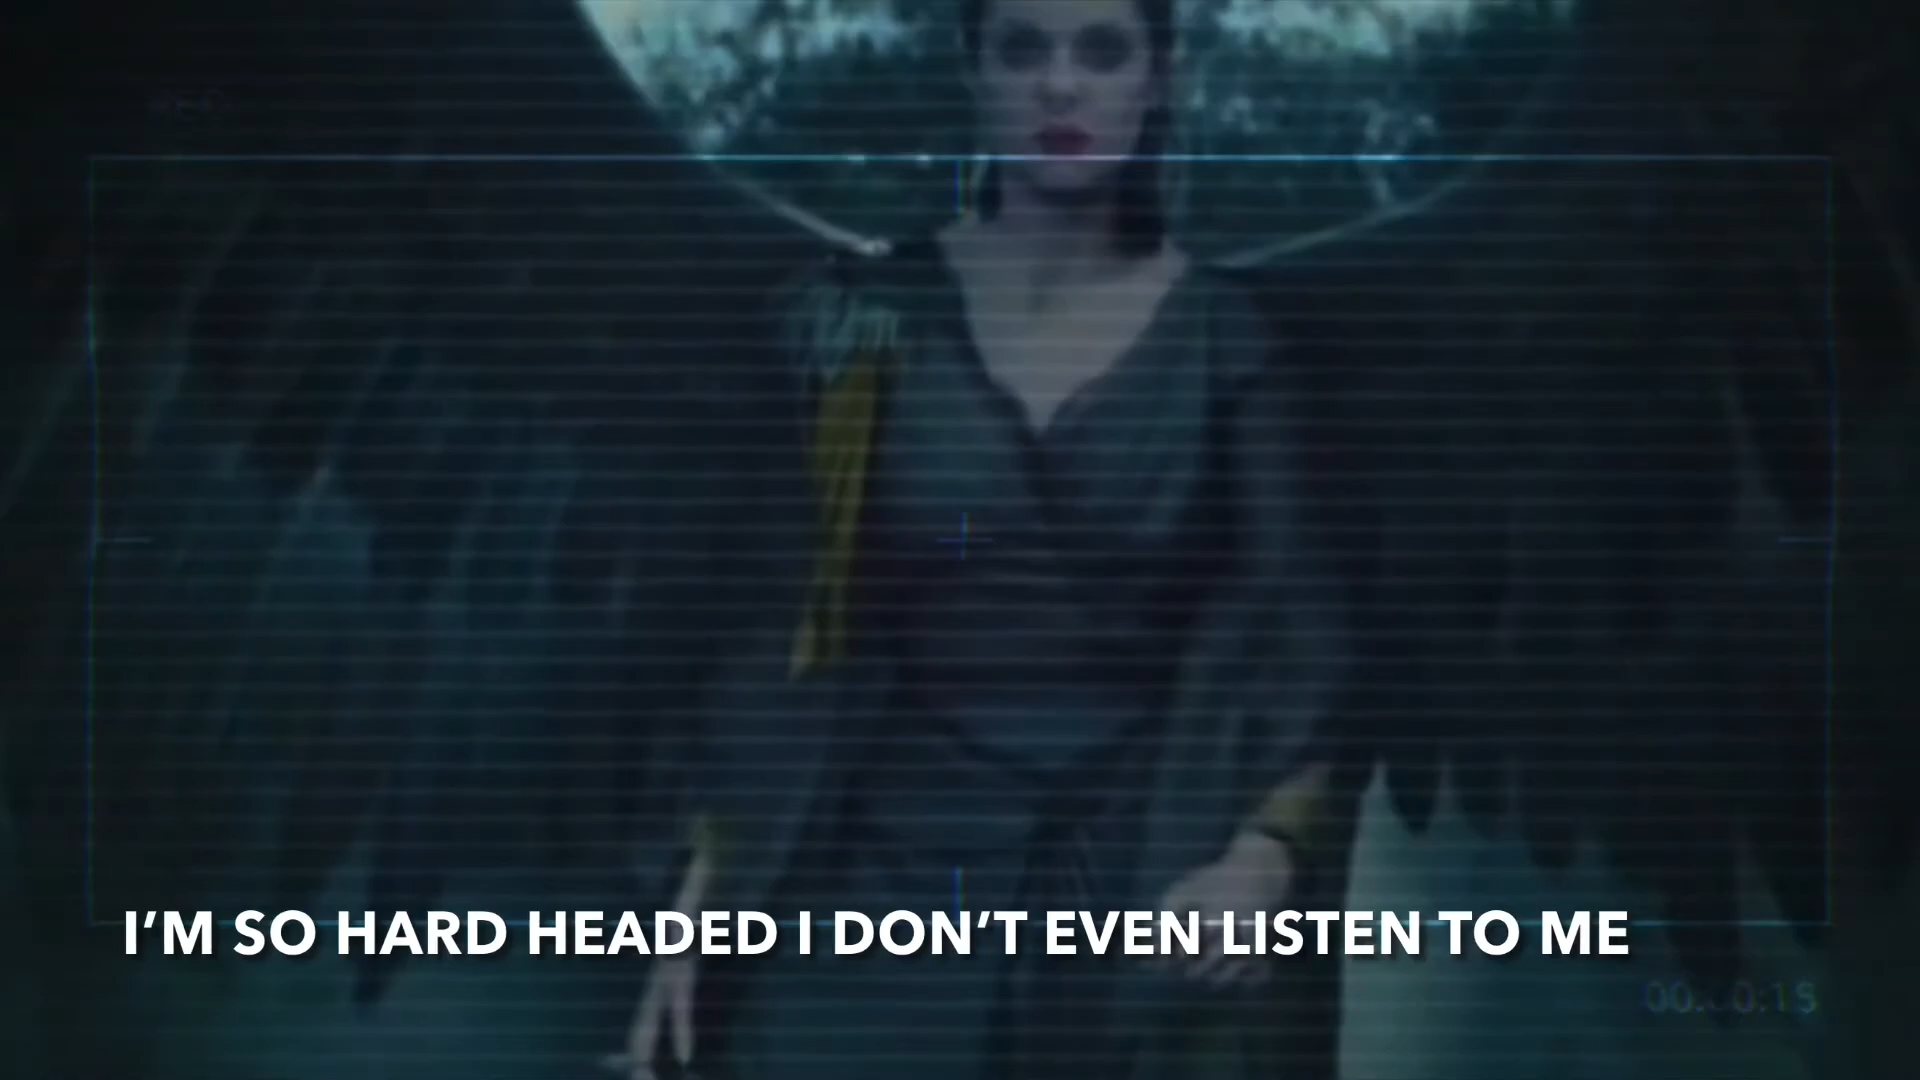 I’M SO HARD HEADED I DON’T EVEN LISTEN TO ME